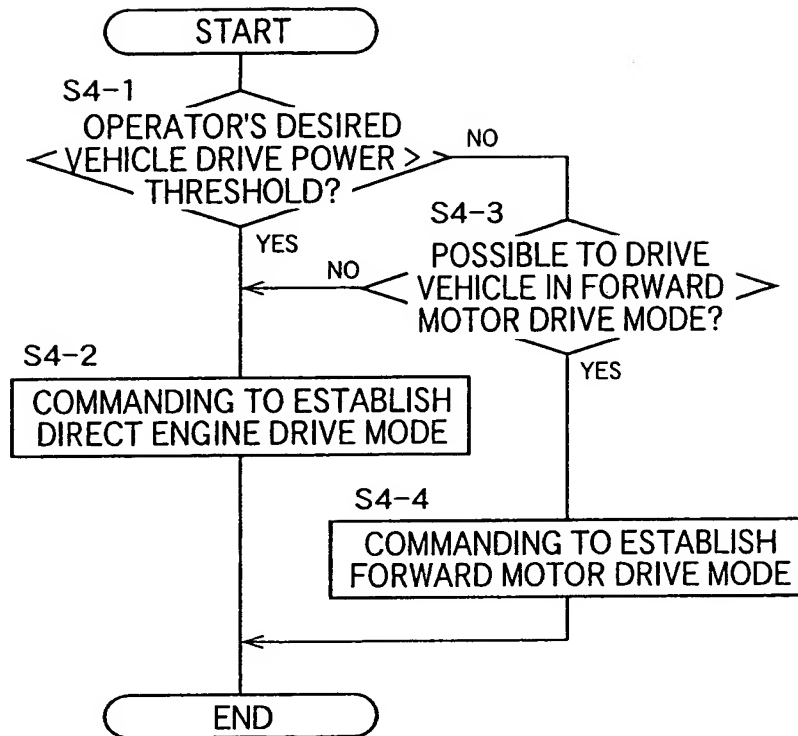 START
S4-1
OPERATOR'S DESIRED
VEHICLE DRIVE POWER >
THRESHOLD?
NO
YES
S4-3
POSSIBLE TO DRIVE
VEHICLE IN FORWARD
MOTOR DRIVE MODE?
NO
YES
S4-2
COMMANDING TO ESTABLISH
DIRECT ENGINE DRIVE MODE
S4-4
COMMANDING TO ESTABLISH
FORWARD MOTOR DRIVE MODE
END